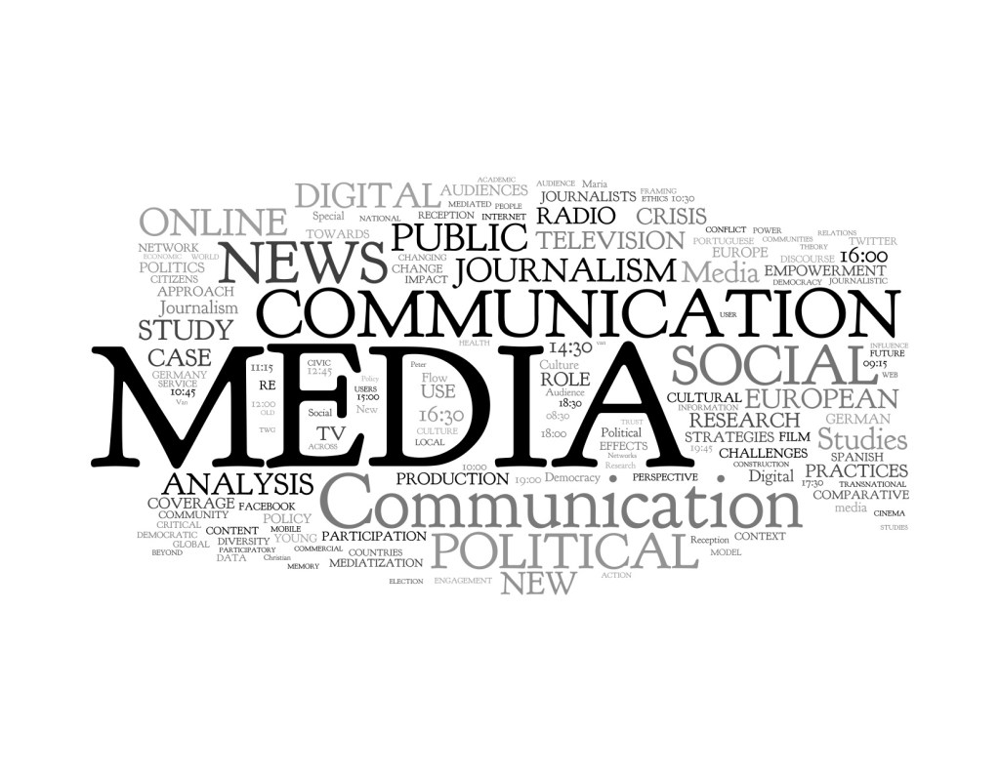 ACADEMIC
DIGITAL
AUDIENCES
AUDIENCE
Maria
FRAMING
JOURNALISTS
ETHICS
10:30
MEDIATED
PEOPLE
ONLINE
Special
NATIONAL
RECEPTION
INTERNET
RADIO
CRISIS
TOWARDS
PUBLIC
TELEVISION
CONFLICT
POWER
PORTUGUESE
COMMUNITIES
RELATIONS
TWITTER
NETWORK
ECONOMIC
WORLD
NEWS
CHANGING
EUROPE
THEORY
DISCOURSE
16:00
POLITICS
CITIZENS
CHANGE
IMPACT
JOURNALISM
Media
EMPOWERMENT
DEMOCRACY
JOURNALISTIC
APPROACH
Journalism
COMMUNICATION
USER
STUDY
HEALTH
14:30
van
CASE
MEDIA
SOCIAL
INFLUENCE
FUTURE
09:15
WEB
GERMANY
SERVICE
10:45
Van
11:15
RE
12:00
OLD
TWG
CIVIC
12:45
Social
TV
ACROSS
Policy
USERS
15:00
New
Peter
Flow
USE
16:30
CULTURE
LOCAL
Culture
ROLE
Audience
18:30
08:30
18:00
TRUST
Political
EFFECTS
Networks
Research
CULTURAL
EUROPEAN
INFORMATION
RESEARCH
GERMAN
STRATEGIES
FILM
Studies
19:45
CHALLENGES
SPANISH
CONSTRUCTION
10:00
ANALYSIS
Communication
PRODUCTION
19:00
Democracy
PERSPECTIVE
Digital
PRACTICES
17:30
TRANSNATIONAL
COMPARATIVE
COVERAGE
FACEBOOK
media
CINEMA
COMMUNITY
POLICY
CRITICAL
STUDIES
DEMOCRATIC
CONTENT
MOBILE
GLOBAL
DIVERSITY
YOUNG
PARTICIPATION
POLITICAL
Reception
CONTEXT
BEYOND
PARTICIPATORY
COMMERCIAL
COUNTRIES
MODEL
DATA
Christian
MEMORY
MEDIATIZATION
ELECTION
ENGAGEMENT
NEW
ACTION